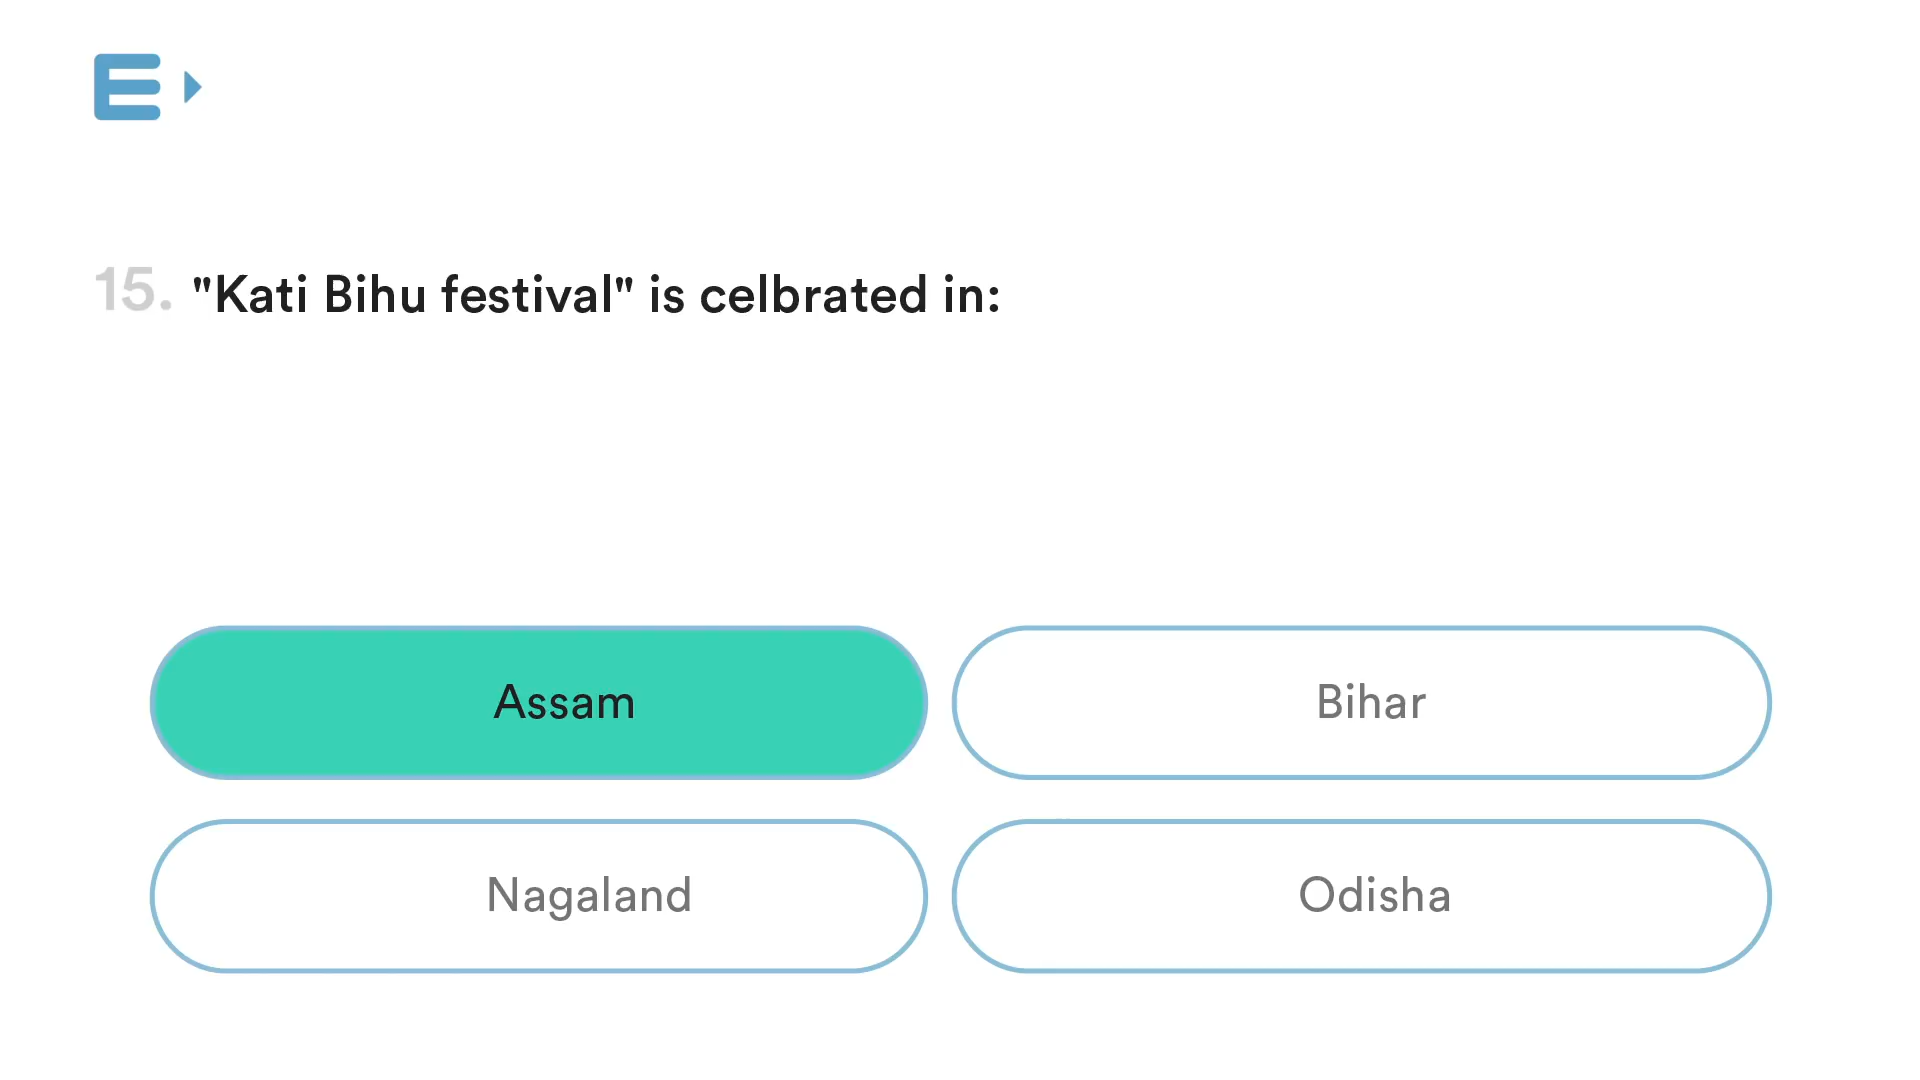 E
15. "Kati Bihu festival" is celbrated in:
Assam
Bihar
Nagaland
Odisha